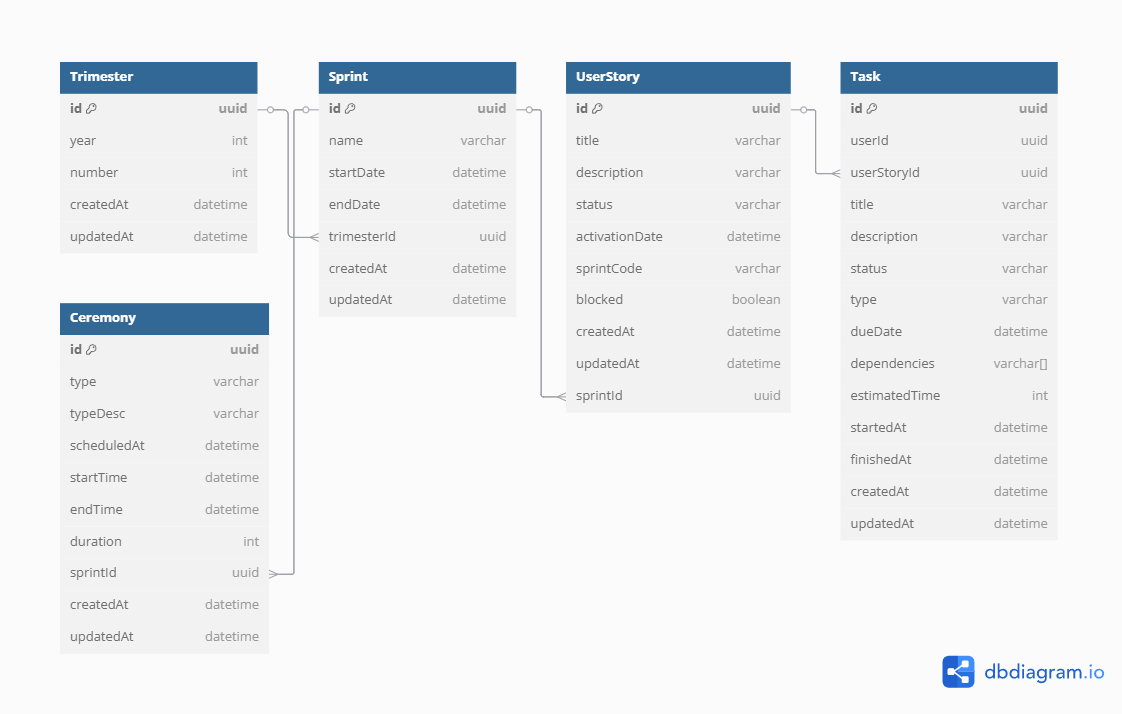 Trimester
id uuid
year int
number int
createdAt datetime
updatedAt datetime
Ceremony
id uuid
type varchar
typeDesc varchar
scheduledAt datetime
startTime datetime
endTime datetime
duration int
sprintId uuid
createdAt datetime
updatedAt datetime
Sprint
id uuid
name varchar
startDate datetime
endDate datetime
trimesterId uuid
createdAt datetime
updatedAt datetime
UserStory
id uuid
title varchar
description varchar
status varchar
activationDate datetime
sprintCode varchar
blocked boolean
createdAt datetime
updatedAt datetime
sprintId uuid
Task
id uuid
userId uuid
userStoryId uuid
title varchar
description varchar
status varchar
type varchar
dueDate datetime
dependencies varchar[]
estimatedTime int
startedAt datetime
finishedAt datetime
createdAt datetime
updatedAt datetime
dbdiagram.io